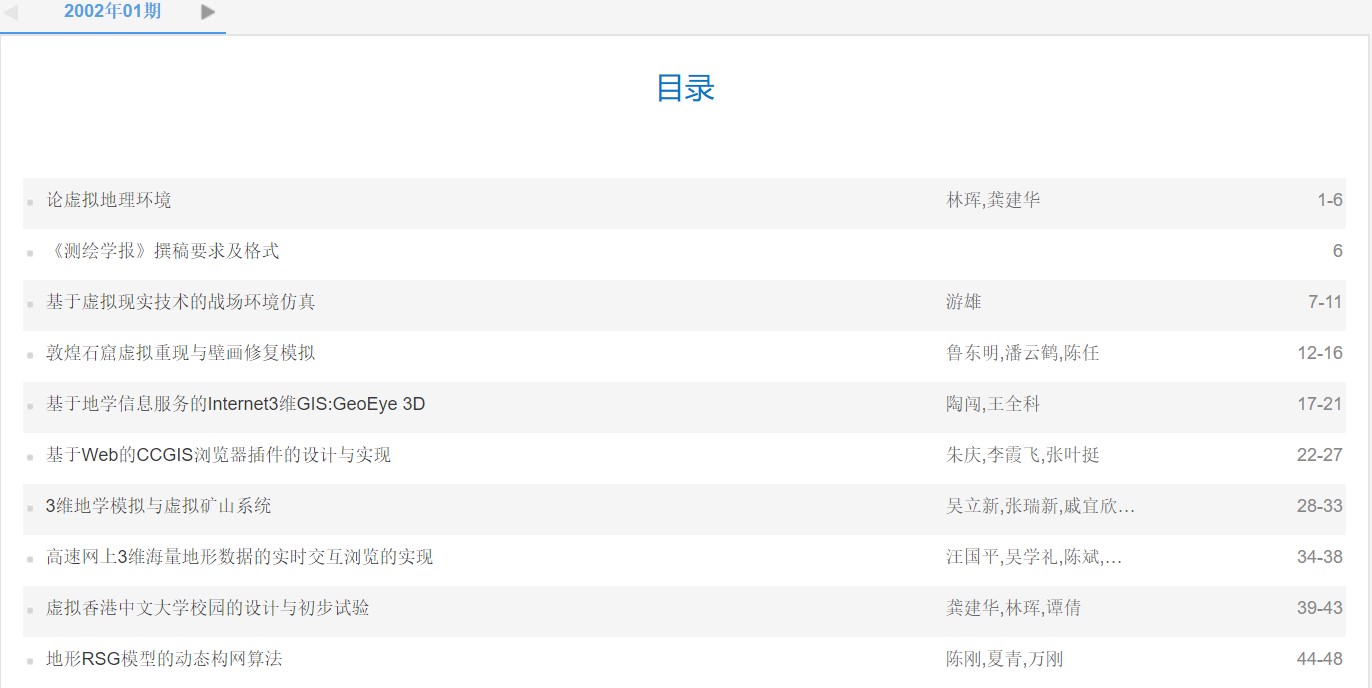 2002年01期
目录
论虚拟地理环境 林珲,龚建华 1-6
《测绘学报》撰稿要求及格式 6
基于虚拟现实技术的战场环境仿真 游雄 7-11
敦煌石窟虚拟重现与壁画修复模拟 鲁东明,潘云鹤,陈任 12-16
基于地学信息服务的Internet3维GIS:GeoEye 3D 陶闯,王全科 17-21
基于Web的CCGIS浏览器插件的设计与实现 朱庆,李霞飞,张叶挺 22-27
3维地学模拟与虚拟矿山系统 吴立新,张瑞新,戚宜欣... 28-33
高速网上3维海量地形数据的实时交互浏览的实现 汪国平,吴学礼,陈斌,... 34-38
虚拟香港中文大学校园的设计与初步试验 龚建华,林珲,谭倩 39-43
地形RSG模型的动态构网算法 陈刚,夏青,万刚 44-48